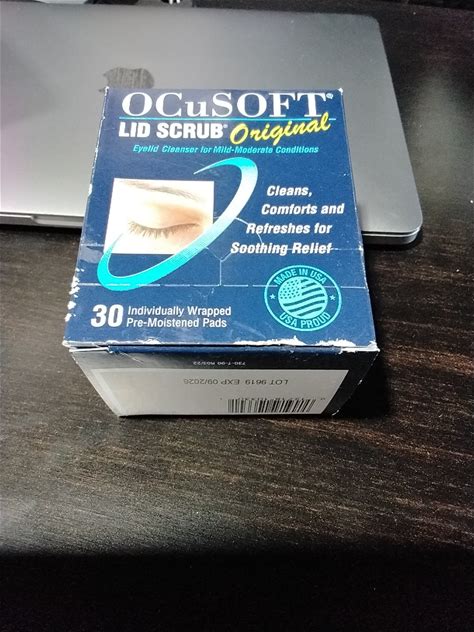 OCuSOFT®
LID SCRUB® Original
Eyelid Cleanser for Mild-Moderate Conditions
Cleans,
Comforts and
Refreshes for
Soothing Relief
MADE IN USA
USA PROUD
30 Individually Wrapped
Pre-Moistened Pads
LOT 9619 EXP 09/2026